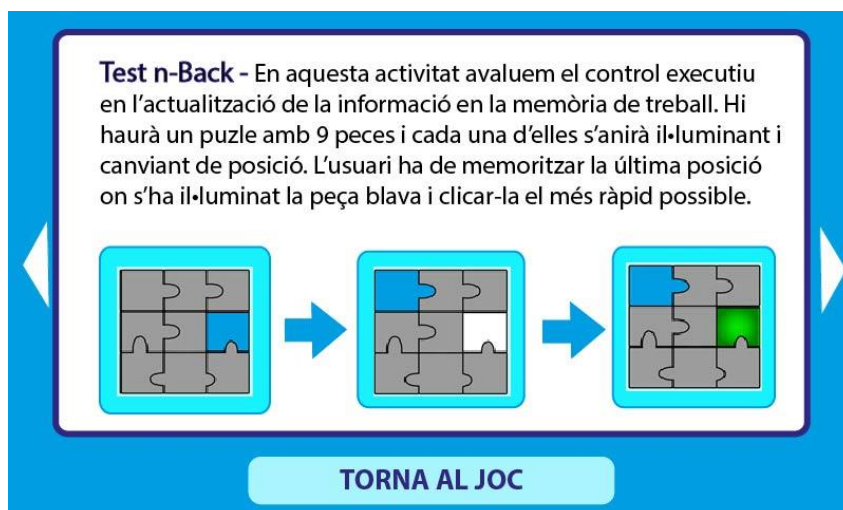 Test n-Back - En aquesta activitat avaluem el control executiu
en l'actualització de la informació en la memòria de treball. Hi
haurà un puzle amb 9 peces i cada una d'elles s'anirà il•luminant i
canviant de posició. L'usuari ha de memoritzar la última posició
on s'ha il•luminat la peça blava i clicar-la el més ràpid possible.
TORNA AL JOC